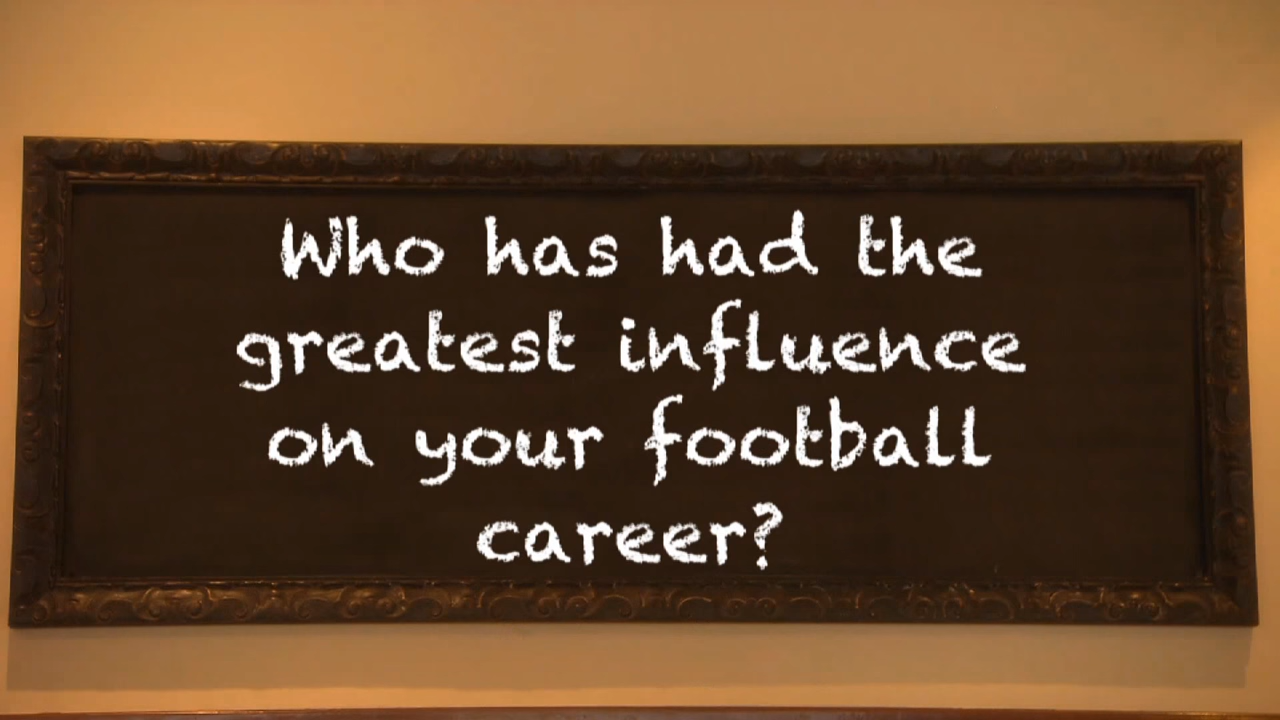 Who has had the
greatest influence
on your football
career?